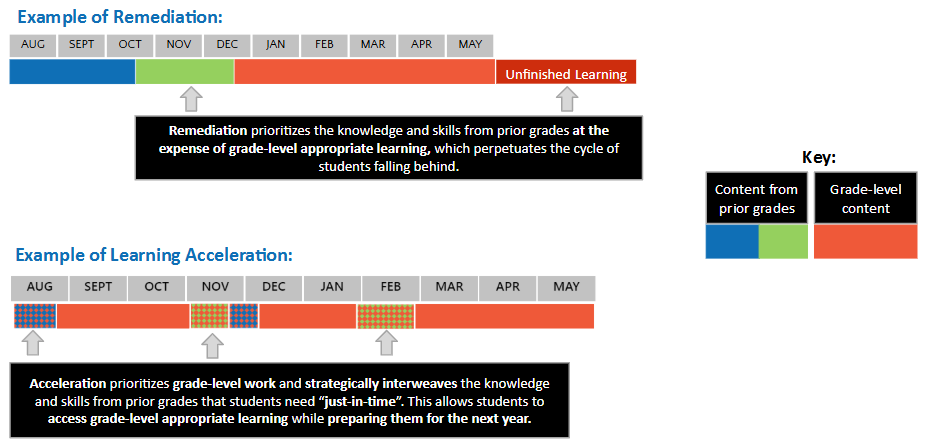 Example of Remediation:
AUG SEPT OCT NOV DEC JAN FEB MAR APR MAY
Unfinished Learning
Remediation prioritizes the knowledge and skills from prior grades at the
expense of grade-level appropriate learning, which perpetuates the cycle of
students falling behind.
Key:
Content from
prior grades
Grade-level
content
Example of Learning Acceleration:
AUG SEPT OCT NOV DEC JAN FEB MAR APR MAY
Acceleration prioritizes grade-level work and strategically interweaves the knowledge
and skills from prior grades that students need “just-in-time”. This allows students to
access grade-level appropriate learning while preparing them for the next year.